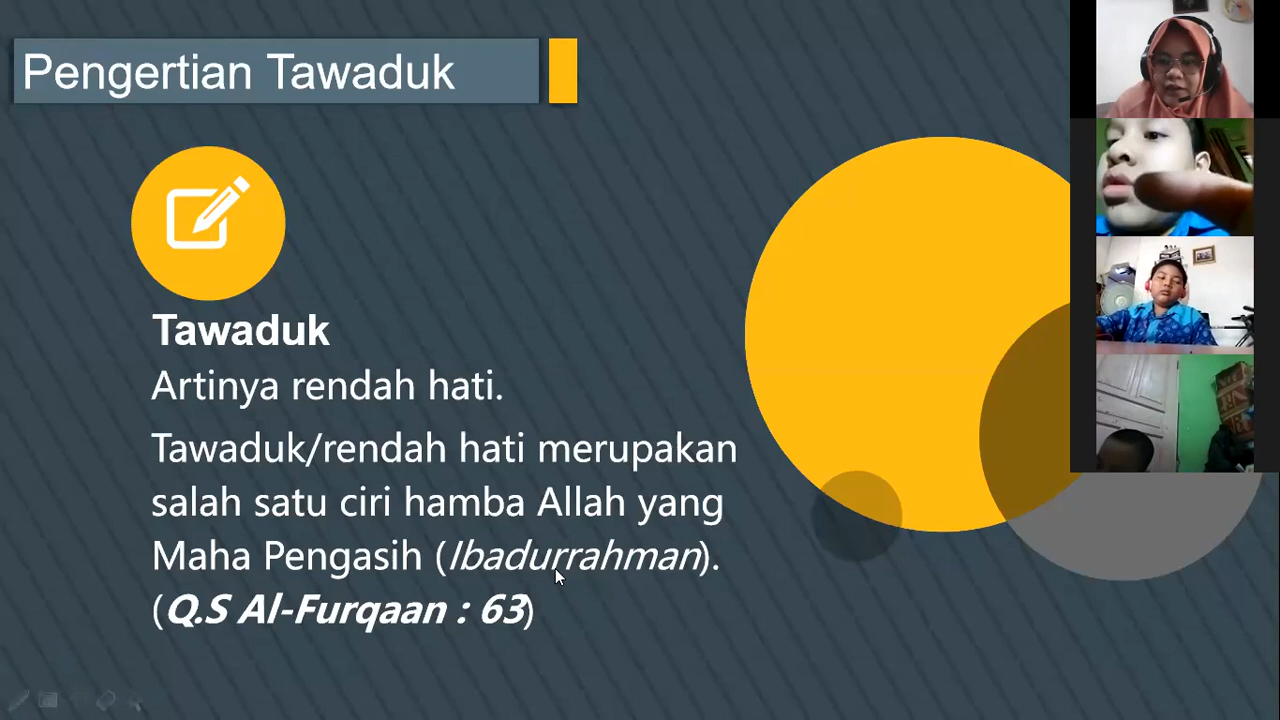 Pengertian Tawaduk
Tawaduk
Artinya rendah hati.
Tawaduk/rendah hati merupakan
salah satu ciri hamba Allah yang
Maha Pengasih (Ibadurrahman).
(Q.S Al-Furqaan : 63)